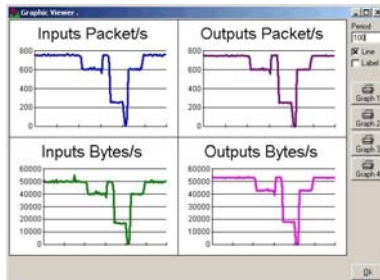 Graphic Viewer .
Inputs Packet/s
Outputs Packet/s
800
600
400
200
0
800
600
400
200
0
Inputs Bytes/s
Outputs Bytes/s
60000
50000
40000
30000
20000
10000
0
60000
50000
40000
30000
20000
10000
0
Period
100
Line
Label
Graph 1
Graph 2
Graph 3
Graph 4
Ok